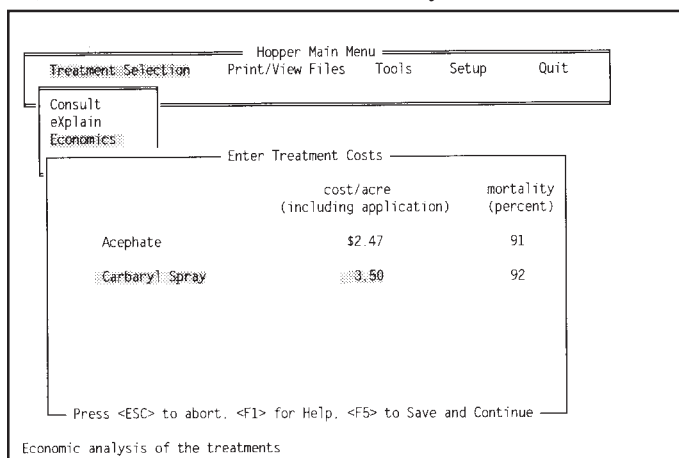 Hopper Main Menu
Treatment Selection Print/View Files Tools Setup Quit
Consult
eXplain
Economics
Enter Treatment Costs
cost/acre mortality
(including application) (percent)
Acephate $2.47 91
Carbaryl Spray 3.50 92
Press <ESC> to abort, <F1> for Help, <F5> to Save and Continue
Economic analysis of the treatments